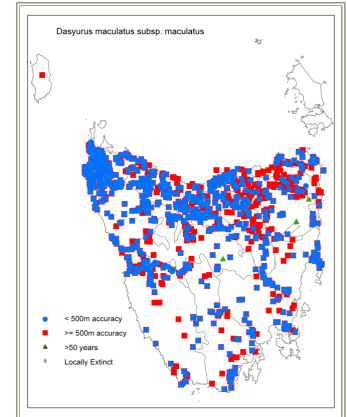 Dasyurus maculatus subsp. maculatus
< 500m accuracy
>= 500m accuracy
>50 years
Locally Extinct